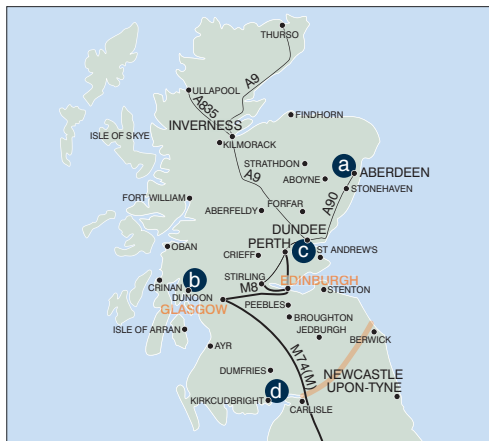 THURSO
A9
ULLAPOOL
A835
FINDHORN
INVERNESS
ISLE OF SKYE
KILMORACK
STRATHDON
a
ABERDEEN
ABOYNE
A9
STONEHAVEN
FORT WILLIAM
A90
FORFAR
ABERFELDY
DUNDEE
OBAN
PERTH
c
ST ANDREW'S
CRIEFF
b
STIRLING
EDINBURGH
CRINAN
M8
STENTON
DUNOON
GLASGOW
PEEBLES
BROUGHTON
ISLE OF ARRAN
JEDBURGH
BERWICK
AYR
M74(M)
DUMFRIES
NEWCASTLE
UPON-TYNE
d
KIRKCUDBRIGHT
CARLISLE